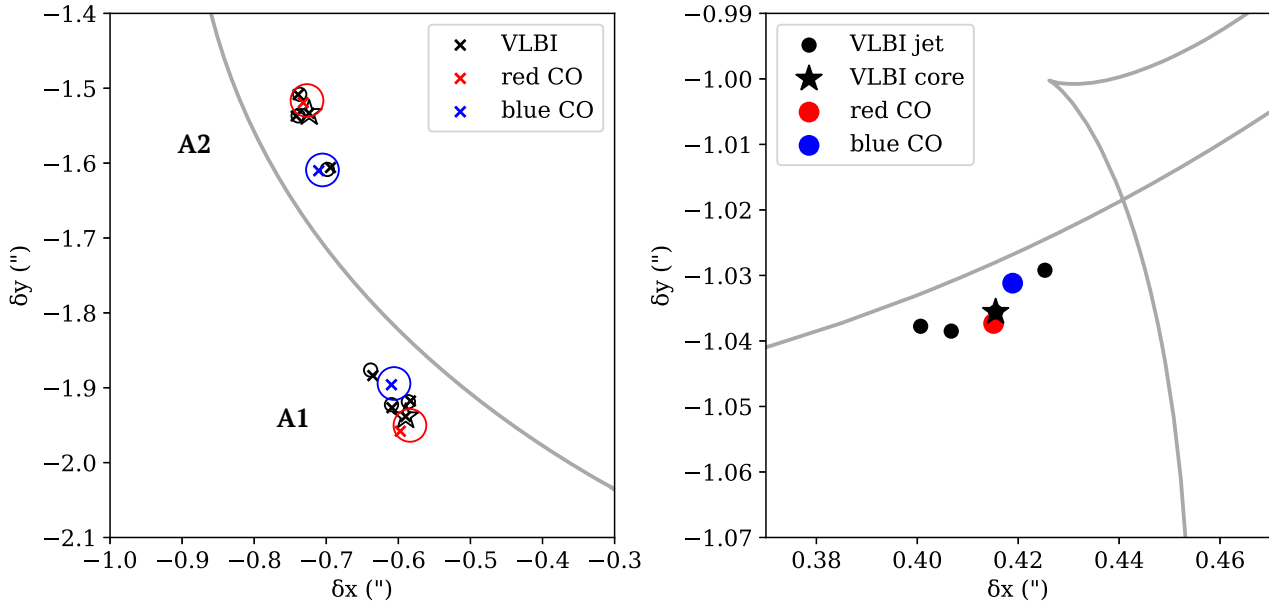 −1.4
−1.5
−1.6
−1.7
−1.8
−1.9
−2.0
−2.1
δy (")
−1.0
−0.9
−0.8
−0.7
−0.6
−0.5
−0.4
−0.3
δx (")
VLBI
red CO
blue CO
A2
A1
−0.99
−1.00
−1.01
−1.02
−1.03
−1.04
−1.05
−1.06
−1.07
δy (")
0.38
0.40
0.42
0.44
0.46
δx (")
VLBI jet
VLBI core
red CO
blue CO